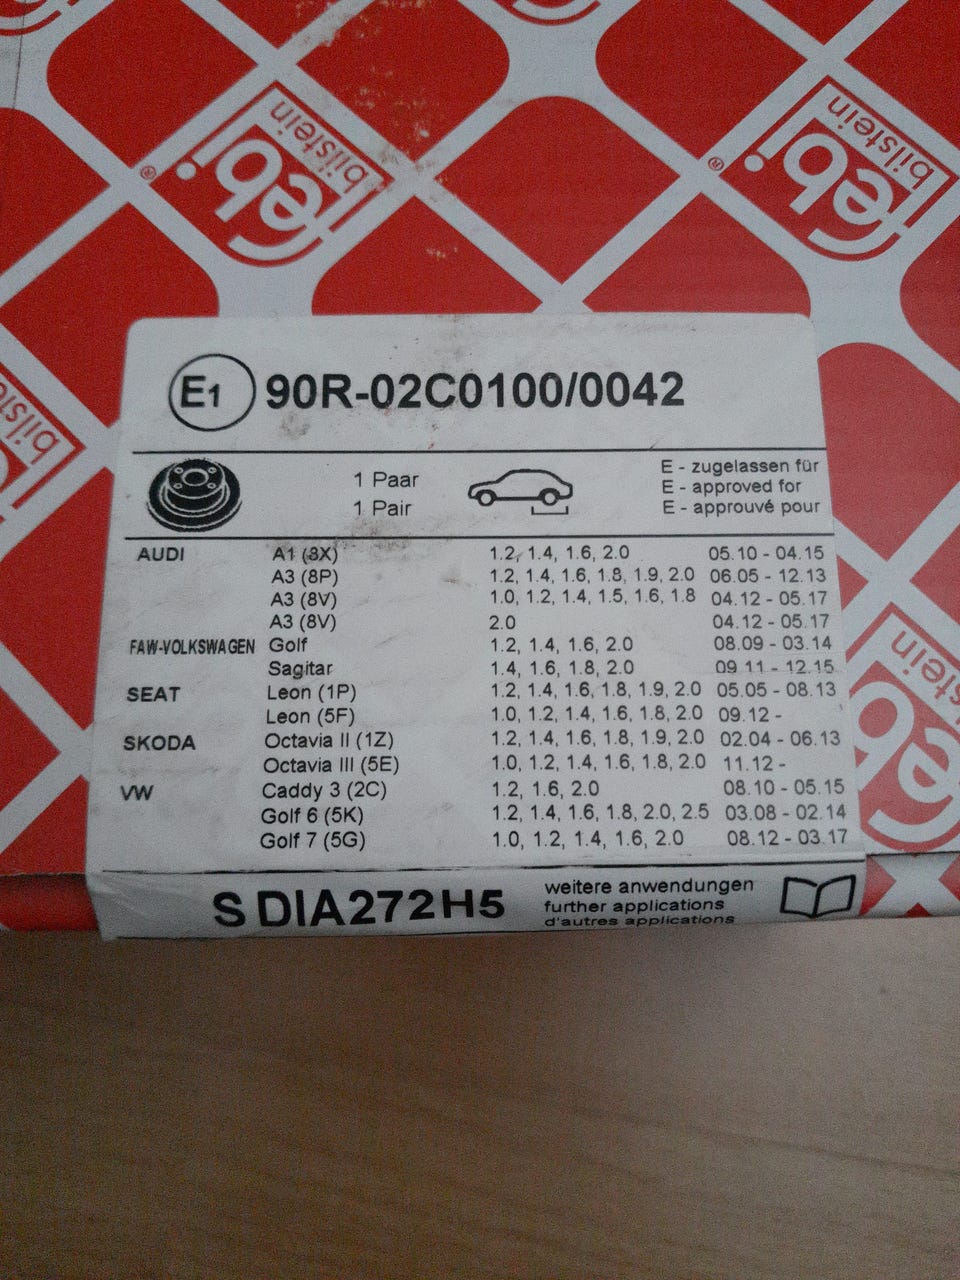 febi
bilstein
®
febi
bilstein
®
febi
bilstein
febi
bilstein
E1 90R-02C0100/0042
1 Paar
1 Pair
E - zugelassen für
E - approved for
E - approuvé pour
AUDI A1 (8X) 1.2, 1.4, 1.6, 2.0 05.10 - 04.15
A3 (8P) 1.2, 1.4, 1.6, 1.8, 1.9, 2.0 06.05 - 12.13
A3 (8V) 1.0, 1.2, 1.4, 1.5, 1.6, 1.8 04.12 - 05.17
A3 (8V) 2.0 04.12 - 05.17
FAW-VOLKSWAGEN Golf 1.2, 1.4, 1.6, 2.0 08.09 - 03.14
Sagitar 1.4, 1.6, 1.8, 2.0 09.11 - 12.15
SEAT Leon (1P) 1.2, 1.4, 1.6, 1.8, 1.9, 2.0 05.05 - 08.13
Leon (5F) 1.0, 1.2, 1.4, 1.6, 1.8, 2.0 09.12 -
SKODA Octavia II (1Z) 1.2, 1.4, 1.6, 1.8, 1.9, 2.0 02.04 - 06.13
Octavia III (5E) 1.0, 1.2, 1.4, 1.6, 1.8, 2.0 11.12 -
VW Caddy 3 (2C) 1.2, 1.6, 2.0 08.10 - 05.15
Golf 6 (5K) 1.2, 1.4, 1.6, 1.8, 2.0, 2.5 03.08 - 02.14
Golf 7 (5G) 1.0, 1.2, 1.4, 1.6, 2.0 08.12 - 03.17
S DIA272H5
weitere anwendungen
further applications
d'autres applications